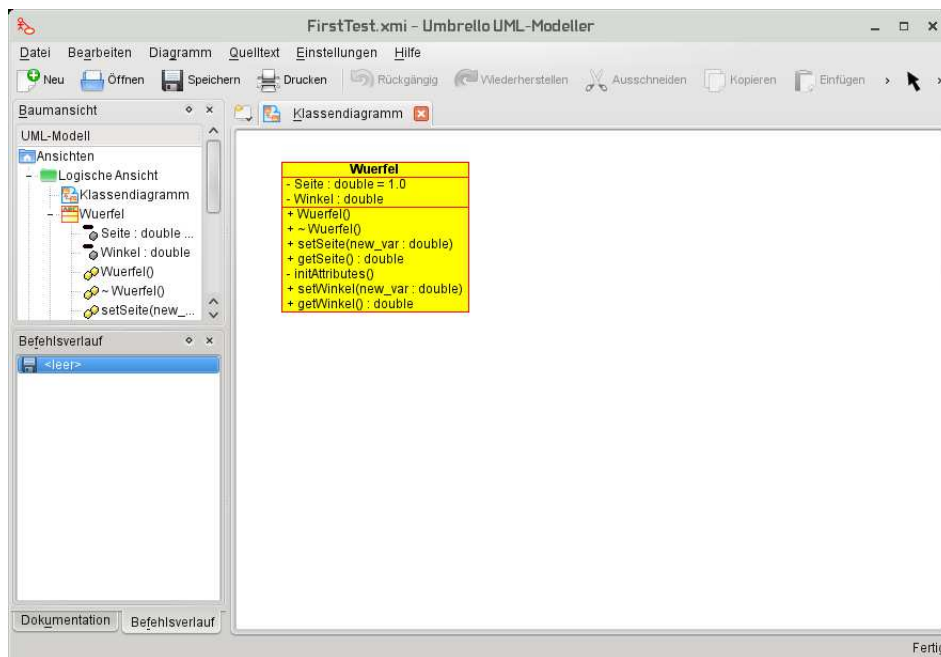 FirstTest.xmi – Umbrello UML-Modeller
Datei Bearbeiten Diagramm Quelltext Einstellungen Hilfe
Neu Öffnen Speichern Drucken Rückgängig Wiederherstellen Ausschneiden Kopieren Einfügen
Baumansicht
UML-Modell
Ansichten
Logische Ansicht
Klassendiagramm
Wuerfel
Seite : double ...
Winkel : double
Wuerfel()
~ Wuerfel()
setSeite(new_...
Befehlsverlauf
<leer>
Dokumentation Befehlsverlauf
Klassendiagramm
Wuerfel
- Seite : double = 1.0
- Winkel : double
+ Wuerfel()
+ ~ Wuerfel()
+ setSeite(new_var : double)
+ getSeite() : double
- initAttributes()
+ setWinkel(new_var : double)
+ getWinkel() : double
Fertig